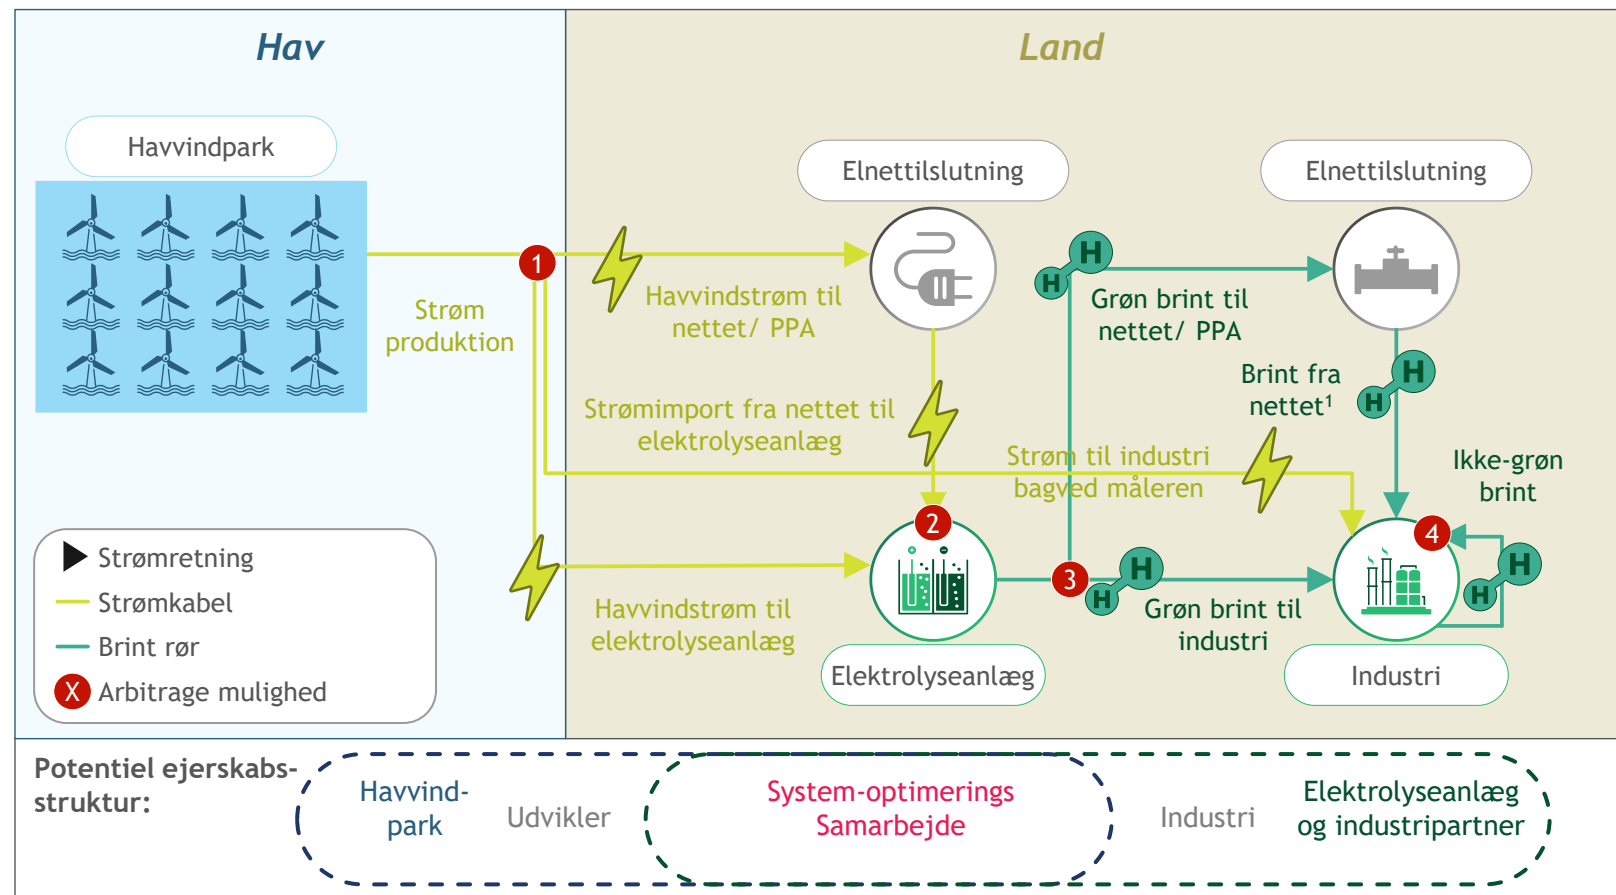 Hav
Land
Havvindpark
Elnettilslutning
Elnettilslutning
1
H
H
Strøm
produktion
Havvindstrøm til
nettet/ PPA
Grøn brint til
nettet/ PPA
Brint fra
nettet¹
H
H
Strømimport fra nettet til
elektrolyseanlæg
Strøm til industri
bagved måleren
Ikke-grøn
brint
2
3
4
H
H
H
H
Havvindstrøm til
elektrolyseanlæg
Grøn brint til
industri
Elektrolyseanlæg
Industri
Strømretning
Strømkabel
Brint rør
X Arbitrage mulighed
Potentiel ejerskabs-
struktur:
Havvind-
park
Udvikler
System-optimerings
Samarbejde
Industri
Elektrolyseanlæg
og industripartner